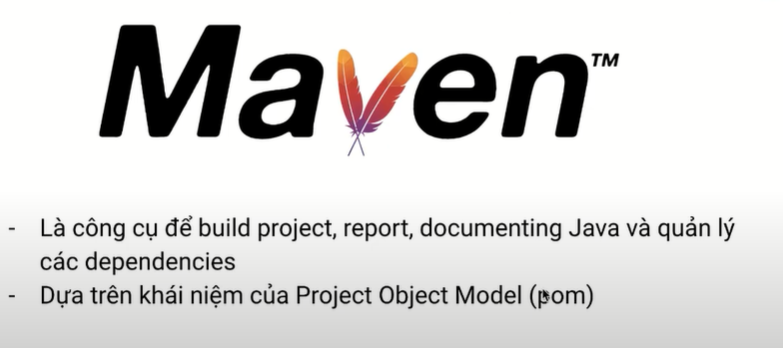 Maven™
- Là công cụ để build project, report, documenting Java và quản lý
các dependencies
- Dựa trên khái niệm của Project Object Model (pom)